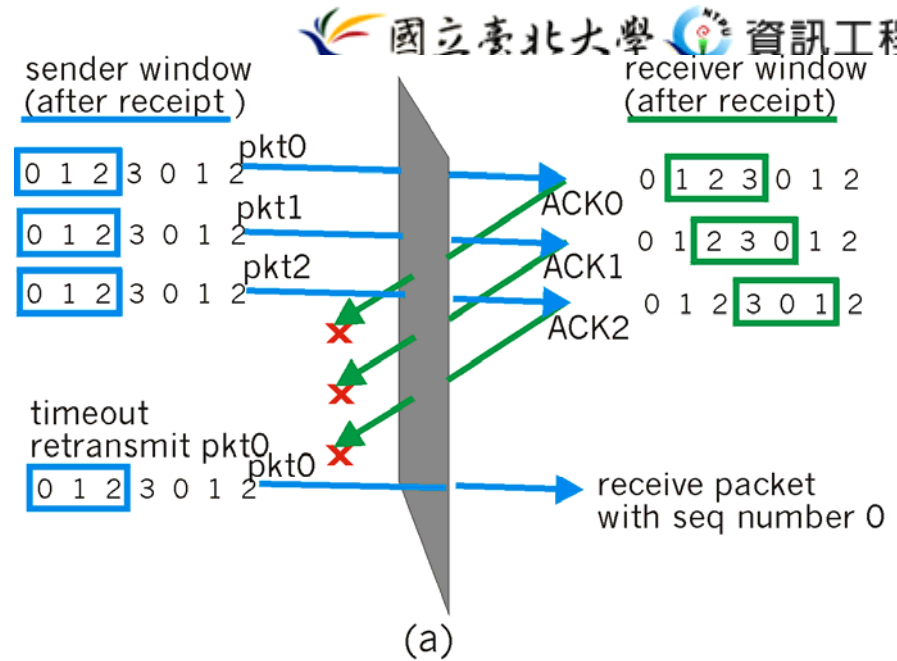 國立臺北大學 資訊工程
sender window
(after receipt )
receiver window
(after receipt)
0 1 2 3 0 1 2
pkt0
ACK0
0 1 2 3 0 1 2
0 1 2 3 0 1 2
pkt1
ACK1
0 1 2 3 0 1 2
0 1 2 3 0 1 2
pkt2
ACK2
0 1 2 3 0 1 2
timeout
retransmit pkt0
0 1 2 3 0 1 2
pkt0
receive packet
with seq number 0
(a)